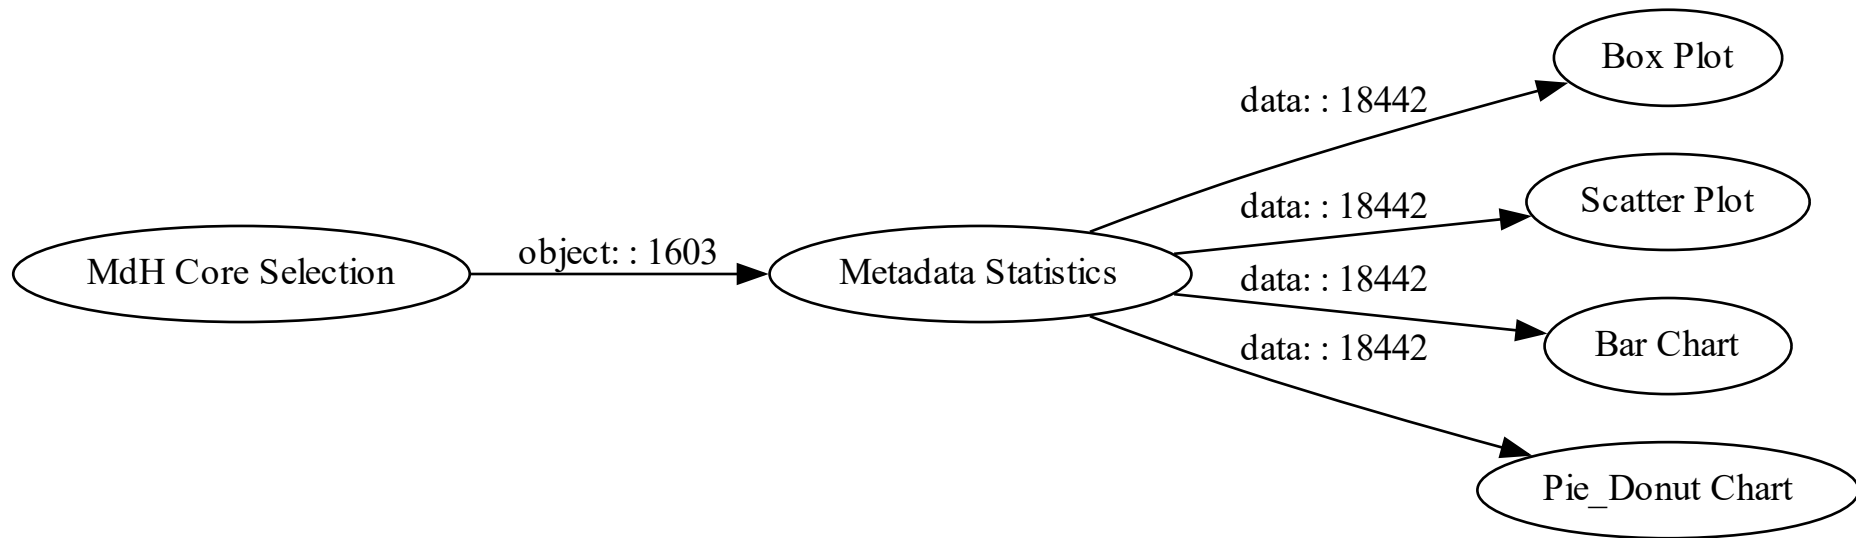 MdH Core Selection
object: : 1603
Metadata Statistics
data: : 18442
Box Plot
data: : 18442
Scatter Plot
data: : 18442
Bar Chart
data: : 18442
Pie_Donut Chart